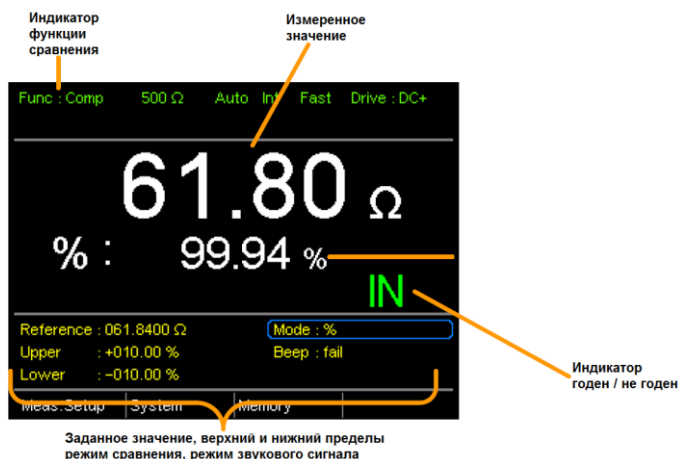 Индикатор
функции
сравнения
Измеренное
значение
Func : Comp 500 Ω Auto Int Fast Drive : DC+
61.80 Ω
% : 99.94 %
IN
Reference : 061.8400 Ω Mode : %
Upper : +010.00 % Beep : fail
Lower : -010.00 %
Meas.Setup System Memory
Индикатор
годен / не годен
Заданное значение, верхний и нижний пределы
режим сравнения, режим звукового сигнала